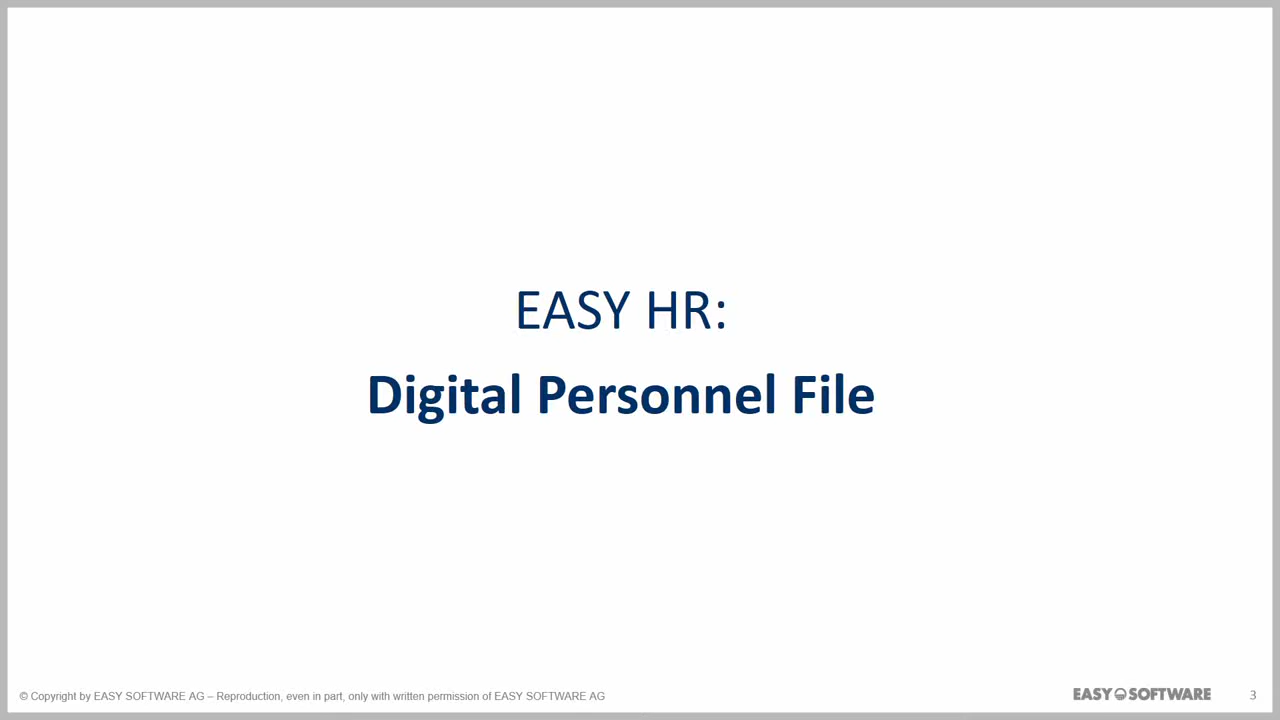 EASY HR:
Digital Personnel File
© Copyright by EASY SOFTWARE AG – Reproduction, even in part, only with written permission of EASY SOFTWARE AG
EASY SOFTWARE
3